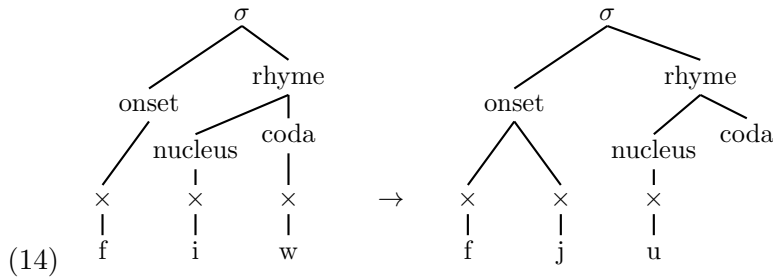 σ σ
rhyme rhyme
onset onset
coda coda
nucleus nucleus
× × × → × × ×
(14) f i w f j u